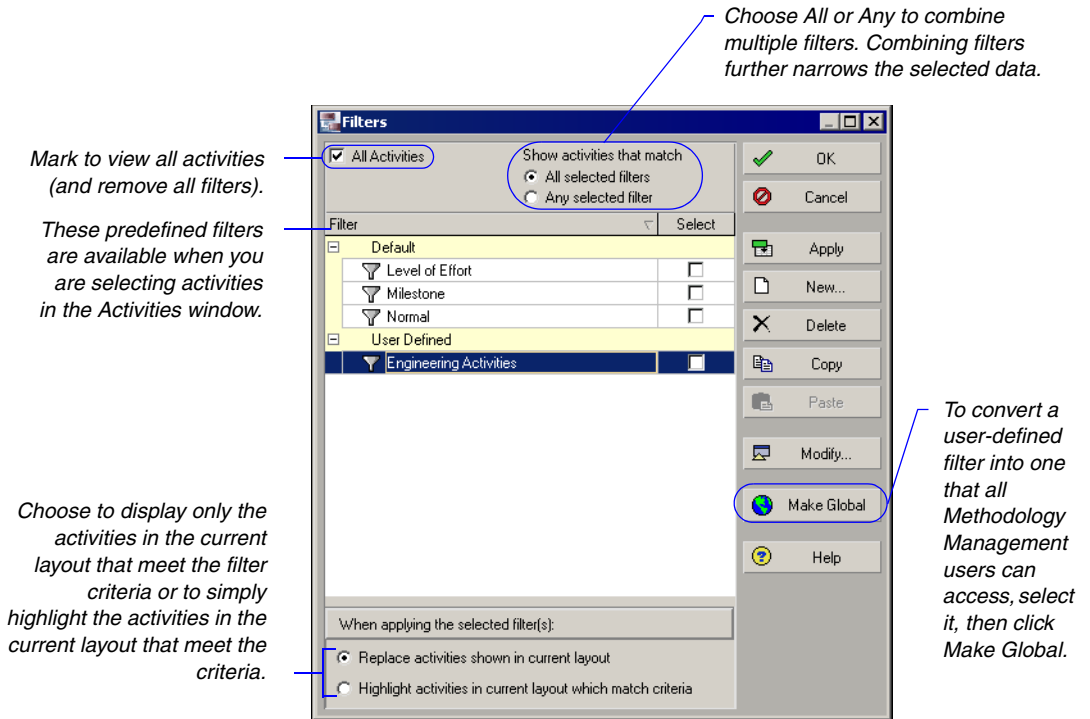 Choose All or Any to combine
multiple filters. Combining filters
further narrows the selected data.
Mark to view all activities
(and remove all filters).
These predefined filters
are available when you
are selecting activities
in the Activities window.
Choose to display only the
activities in the current
layout that meet the filter
criteria or to simply
highlight the activities in the
current layout that meet the
criteria.
Filters
All Activities
Show activities that match
All selected filters
Any selected filter
Filter Select
Default
Level of Effort
Milestone
Normal
User Defined
Engineering Activities
When applying the selected filter(s):
Replace activities shown in current layout
Highlight activities in current layout which match criteria
OK
Cancel
Apply
New...
Delete
Copy
Paste
Modify...
Make Global
Help
To convert a
user-defined
filter into one
that all
Methodology
Management
users can
access, select
it, then click
Make Global.